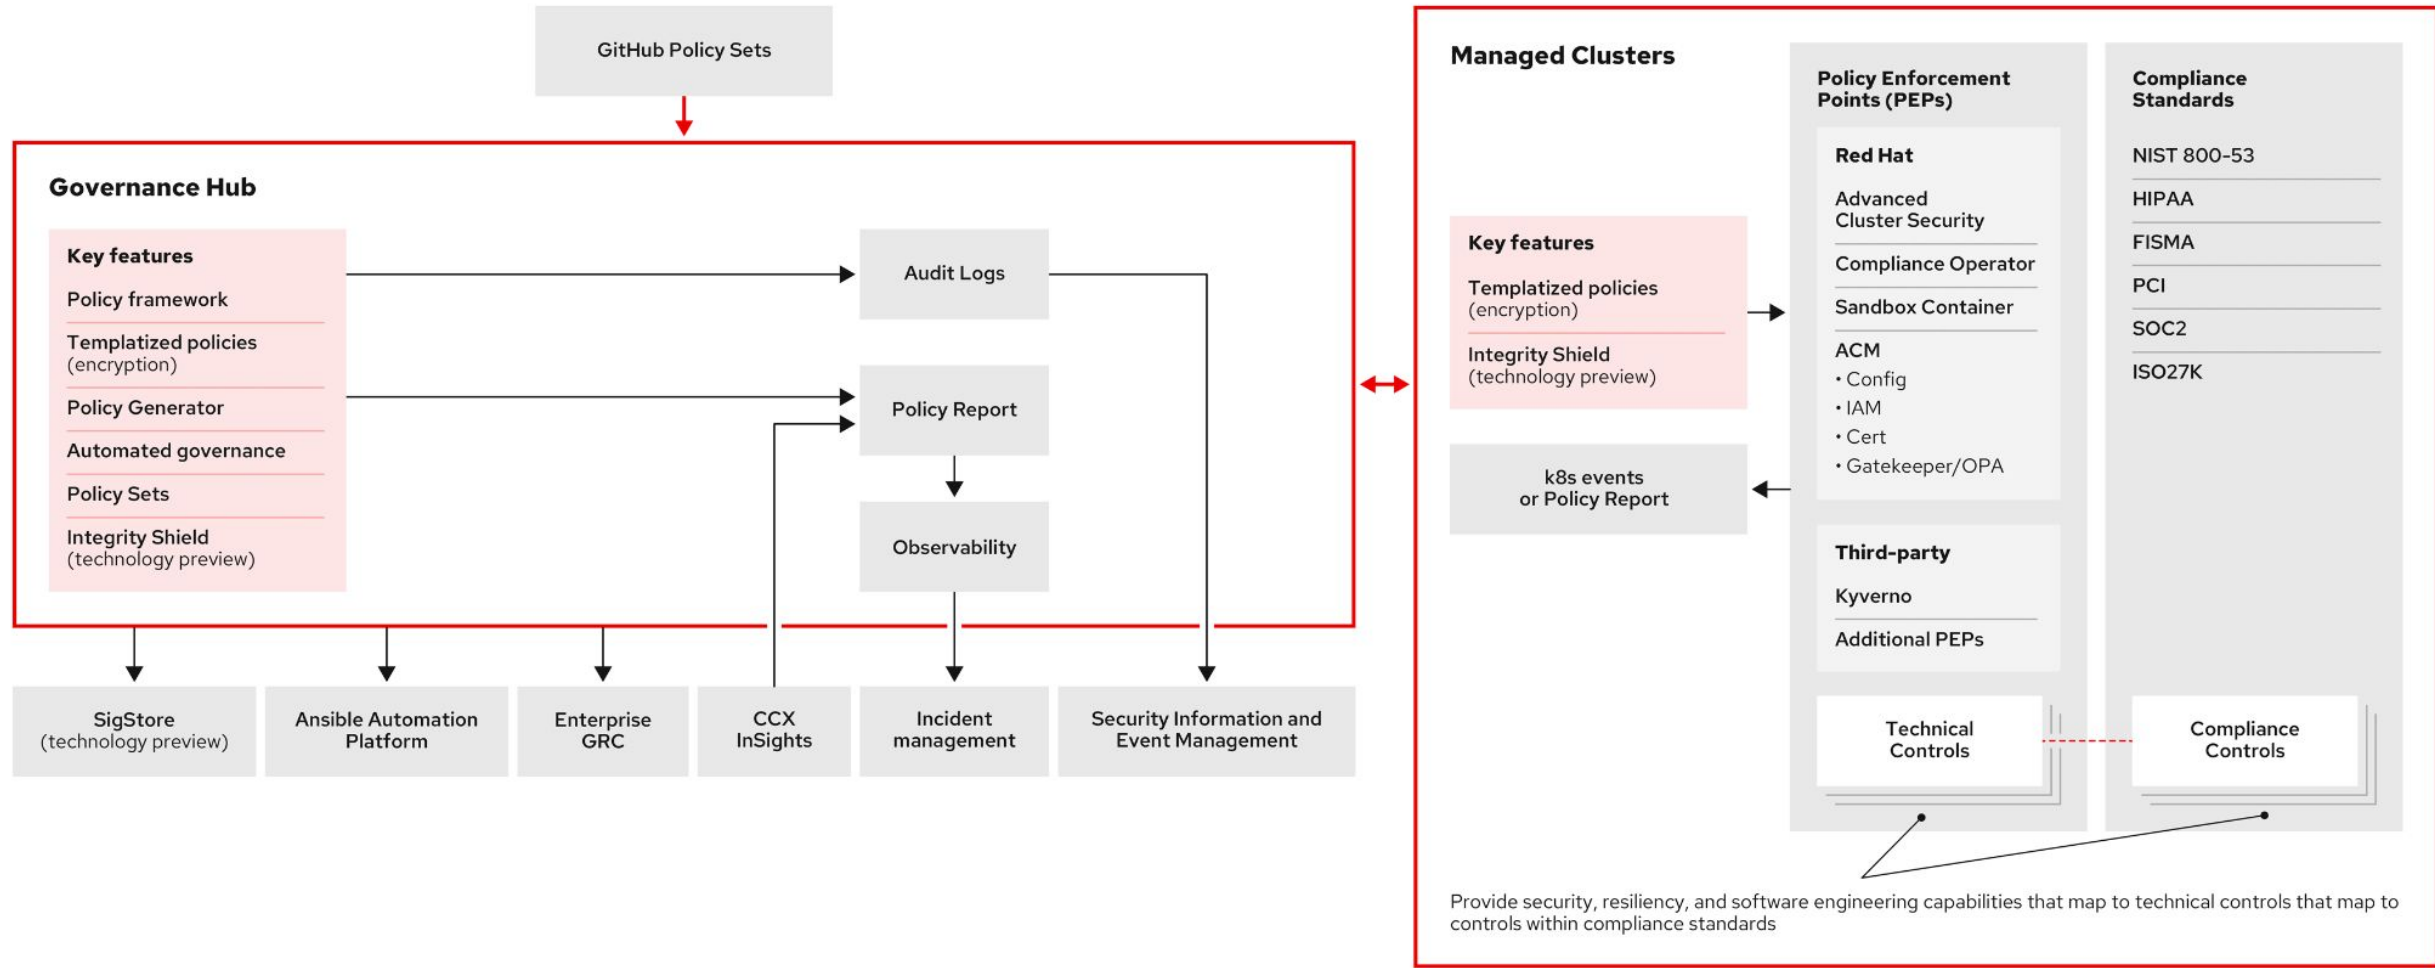 GitHub Policy Sets
Governance Hub
Key features
Policy framework
Templatized policies
(encryption)
Policy Generator
Automated governance
Policy Sets
Integrity Shield
(technology preview)
Audit Logs
Policy Report
Observability
SigStore
(technology preview)
Ansible Automation
Platform
Enterprise
GRC
CCX
InSights
Incident
management
Security Information and
Event Management
Managed Clusters
Key features
Templatized policies
(encryption)
Integrity Shield
(technology preview)
k8s events
or Policy Report
Policy Enforcement
Points (PEPs)
Red Hat
Advanced
Cluster Security
Compliance Operator
Sandbox Container
ACM
• Config
• IAM
• Cert
• Gatekeeper/OPA
Third-party
Kyverno
Additional PEPs
Technical
Controls
Compliance
Standards
NIST 800-53
HIPAA
FISMA
PCI
SOC2
ISO27K
Compliance
Controls
Provide security, resiliency, and software engineering capabilities that map to technical controls that map to
controls within compliance standards